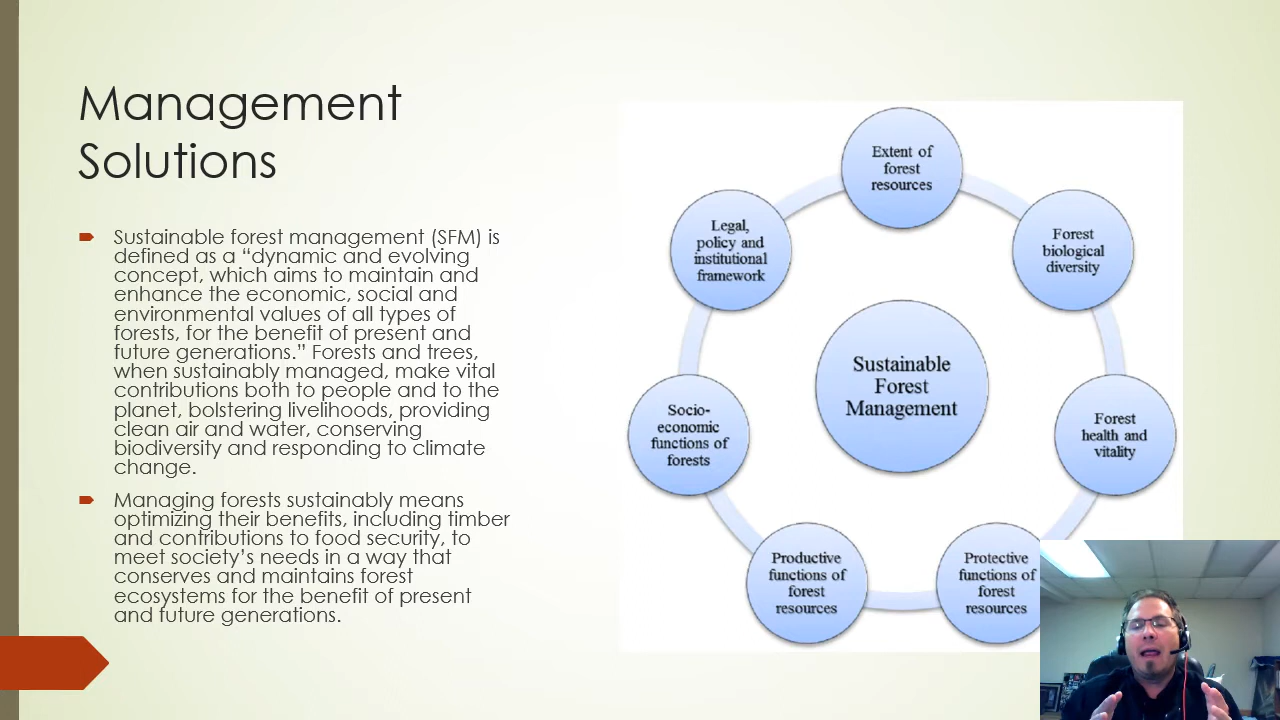 Management
Solutions
Sustainable forest management (SFM) is
defined as a “dynamic and evolving
concept, which aims to maintain and
enhance the economic, social and
environmental values of all types of
forests, for the benefit of present and
future generations.” Forests and trees,
when sustainably managed, make vital
contributions both to people and to the
planet, bolstering livelihoods, providing
clean air and water, conserving
biodiversity and responding to climate
change.
Managing forests sustainably means
optimizing their benefits, including timber
and contributions to food security, to
meet society’s needs in a way that
conserves and maintains forest
ecosystems for the benefit of present
and future generations.
Extent of
forest
resources
Forest
biological
diversity
Forest
health and
vitality
Protective
functions of
forest
resources
Productive
functions of
forest
resources
Socio-
economic
functions of
forests
Legal,
policy and
institutional
framework
Sustainable
Forest
Management